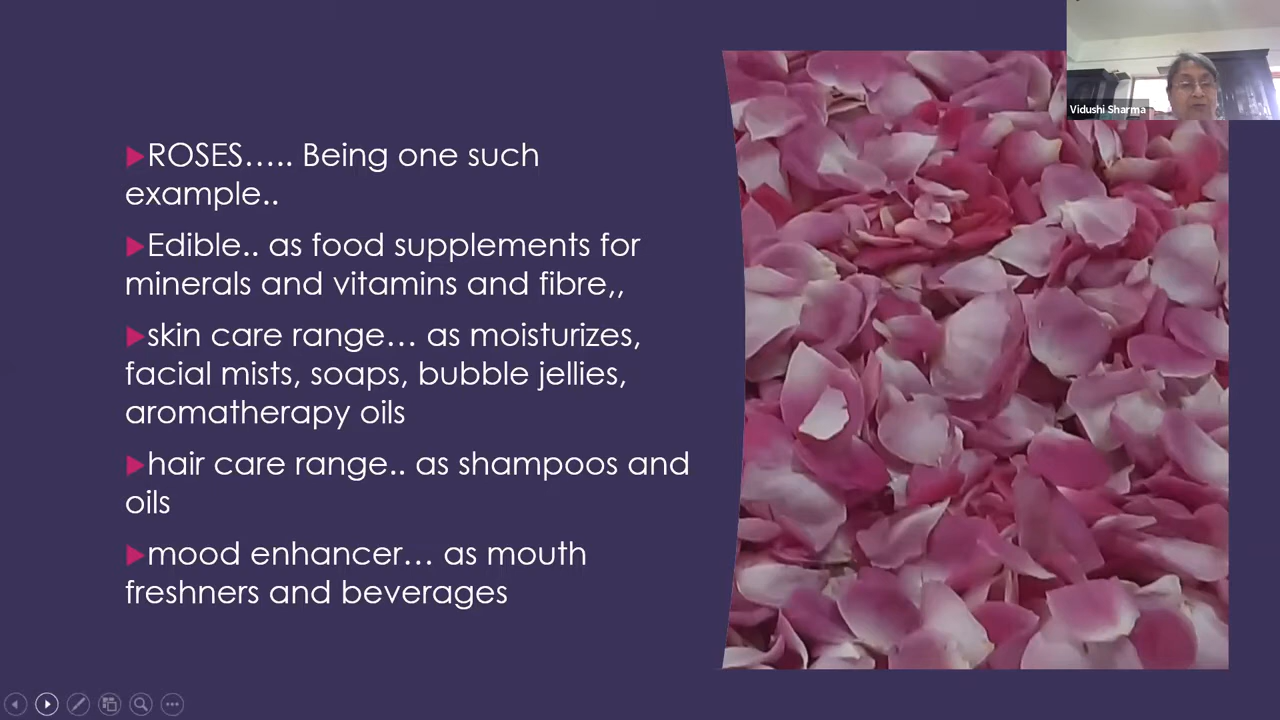 ROSES..... Being one such
example..
Edible.. as food supplements for
minerals and vitamins and fibre,,
skin care range... as moisturizes,
facial mists, soaps, bubble jellies,
aromatherapy oils
hair care range.. as shampoos and
oils
mood enhancer... as mouth
freshners and beverages
Vidushi Sharma